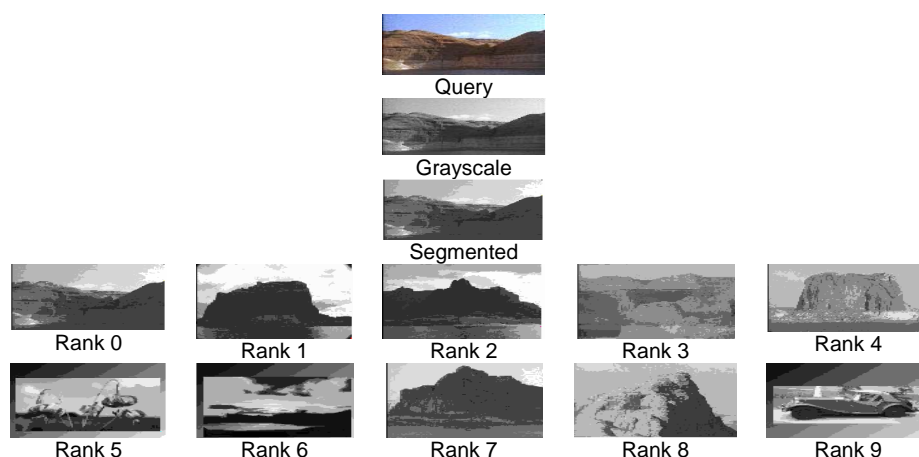 Query
Grayscale
Segmented
Rank 0
Rank 1
Rank 2
Rank 3
Rank 4
Rank 5
Rank 6
Rank 7
Rank 8
Rank 9